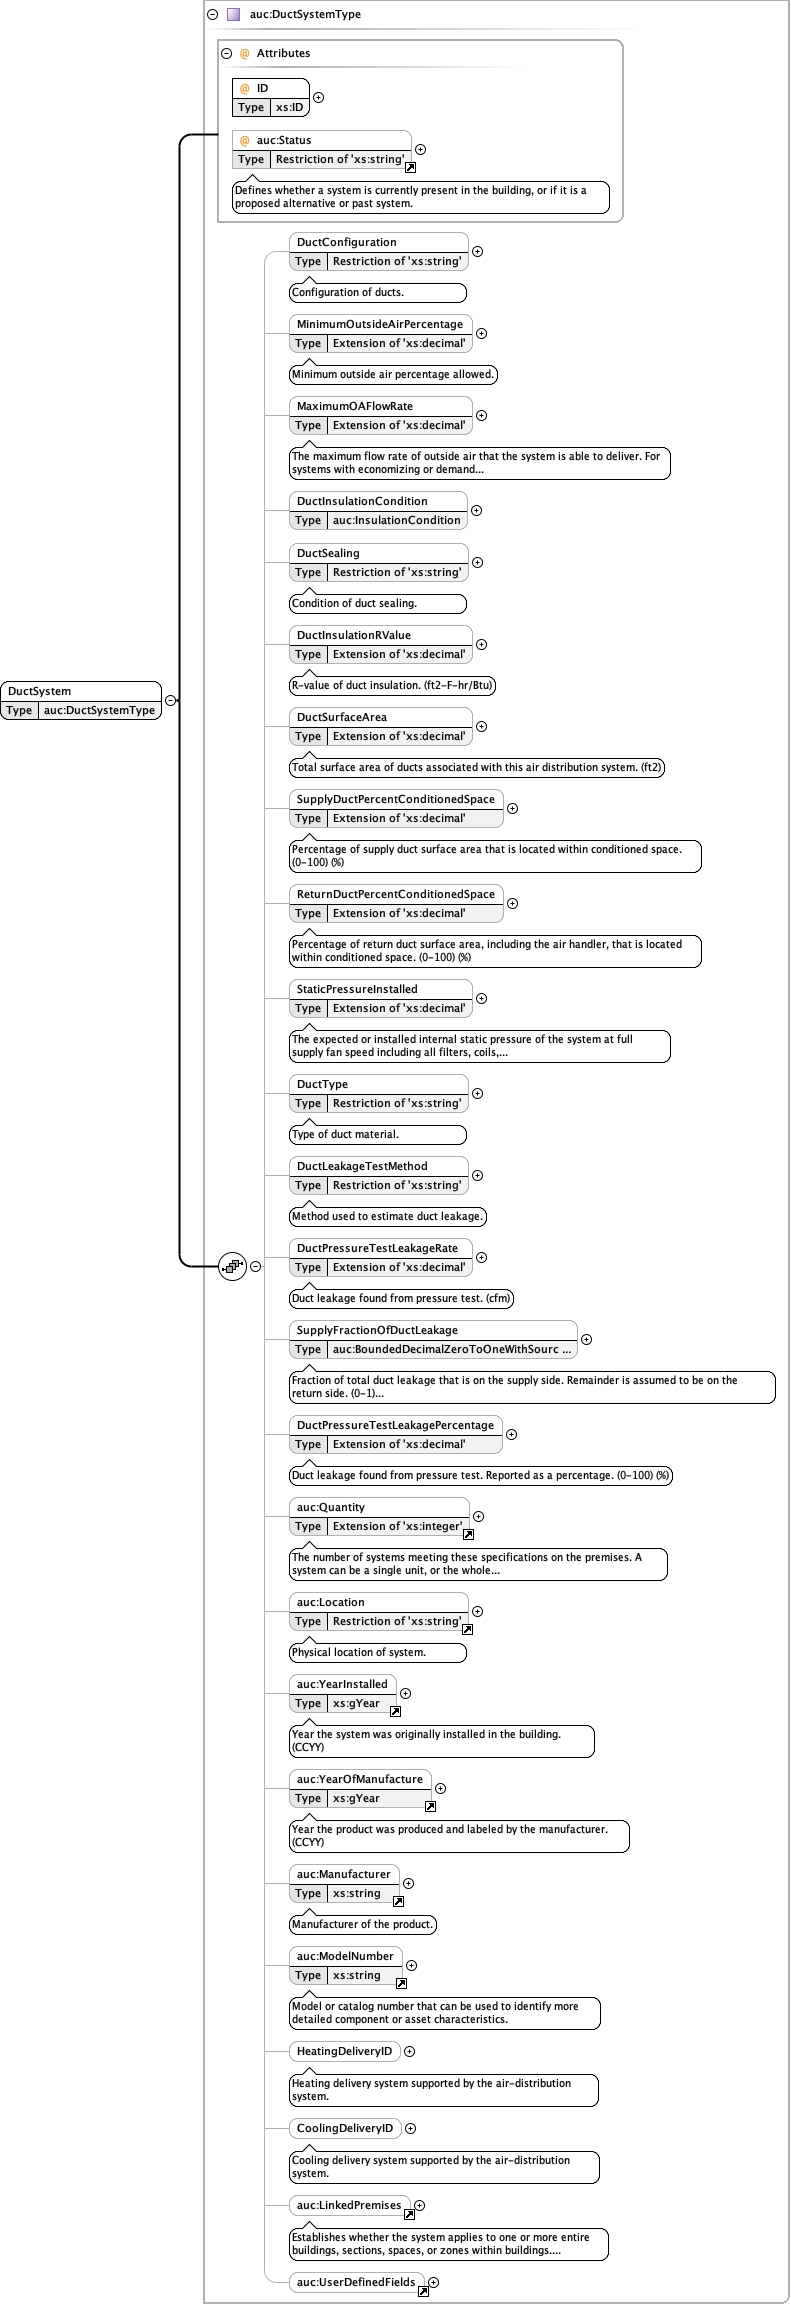 auc:DuctSystemType
@ Attributes
@ ID
Type xs:ID
@ auc:Status
Type Restriction of 'xs:string'
Defines whether a system is currently present in the building, or if it is a
proposed alternative or past system.
DuctConfiguration
Type Restriction of 'xs:string'
Configuration of ducts.
MinimumOutsideAirPercentage
Type Extension of 'xs:decimal'
Minimum outside air percentage allowed.
MaximumOAFlowRate
Type Extension of 'xs:decimal'
The maximum flow rate of outside air that the system is able to deliver. For
systems with economizing or demand...
DuctInsulationCondition
Type auc:InsulationCondition
DuctSealing
Type Restriction of 'xs:string'
Condition of duct sealing.
DuctInsulationRValue
Type Extension of 'xs:decimal'
R-value of duct insulation. (ft2-F-hr/Btu)
DuctSystem
Type auc:DuctSystemType
DuctSurfaceArea
Type Extension of 'xs:decimal'
Total surface area of ducts associated with this air distribution system. (ft2)
SupplyDuctPercentConditionedSpace
Type Extension of 'xs:decimal'
Percentage of supply duct surface area that is located within conditioned space.
(0-100) (%)
ReturnDuctPercentConditionedSpace
Type Extension of 'xs:decimal'
Percentage of return duct surface area, including the air handler, that is located
within conditioned space. (0-100) (%)
StaticPressureInstalled
Type Extension of 'xs:decimal'
The expected or installed internal static pressure of the system at full
supply fan speed including all filters, coils,...
DuctType
Type Restriction of 'xs:string'
Type of duct material.
DuctLeakageTestMethod
Type Restriction of 'xs:string'
Method used to estimate duct leakage.
DuctPressureTestLeakageRate
Type Extension of 'xs:decimal'
Duct leakage found from pressure test. (cfm)
SupplyFractionOfDuctLeakage
Type auc:BoundedDecimalZeroToOneWithSourc ...
Fraction of total duct leakage that is on the supply side. Remainder is assumed to be on the
return side. (0-1)...
DuctPressureTestLeakagePercentage
Type Extension of 'xs:decimal'
Duct leakage found from pressure test. Reported as a percentage. (0-100) (%)
auc:Quantity
Type Extension of 'xs:integer'
The number of systems meeting these specifications on the premises. A
system can be a single unit, or the whole...
auc:Location
Type Restriction of 'xs:string'
Physical location of system.
auc:YearInstalled
Type xs:gYear
Year the system was originally installed in the building.
(CCYY)
auc:YearOfManufacture
Type xs:gYear
Year the product was produced and labeled by the manufacturer.
(CCYY)
auc:Manufacturer
Type xs:string
Manufacturer of the product.
auc:ModelNumber
Type xs:string
Model or catalog number that can be used to identify more
detailed component or asset characteristics.
HeatingDeliveryID
Heating delivery system supported by the air-distribution
system.
CoolingDeliveryID
Cooling delivery system supported by the air-distribution
system.
auc:LinkedPremises
Establishes whether the system applies to one or more entire
buildings, sections, spaces, or zones within buildings....
auc:UserDefinedFields